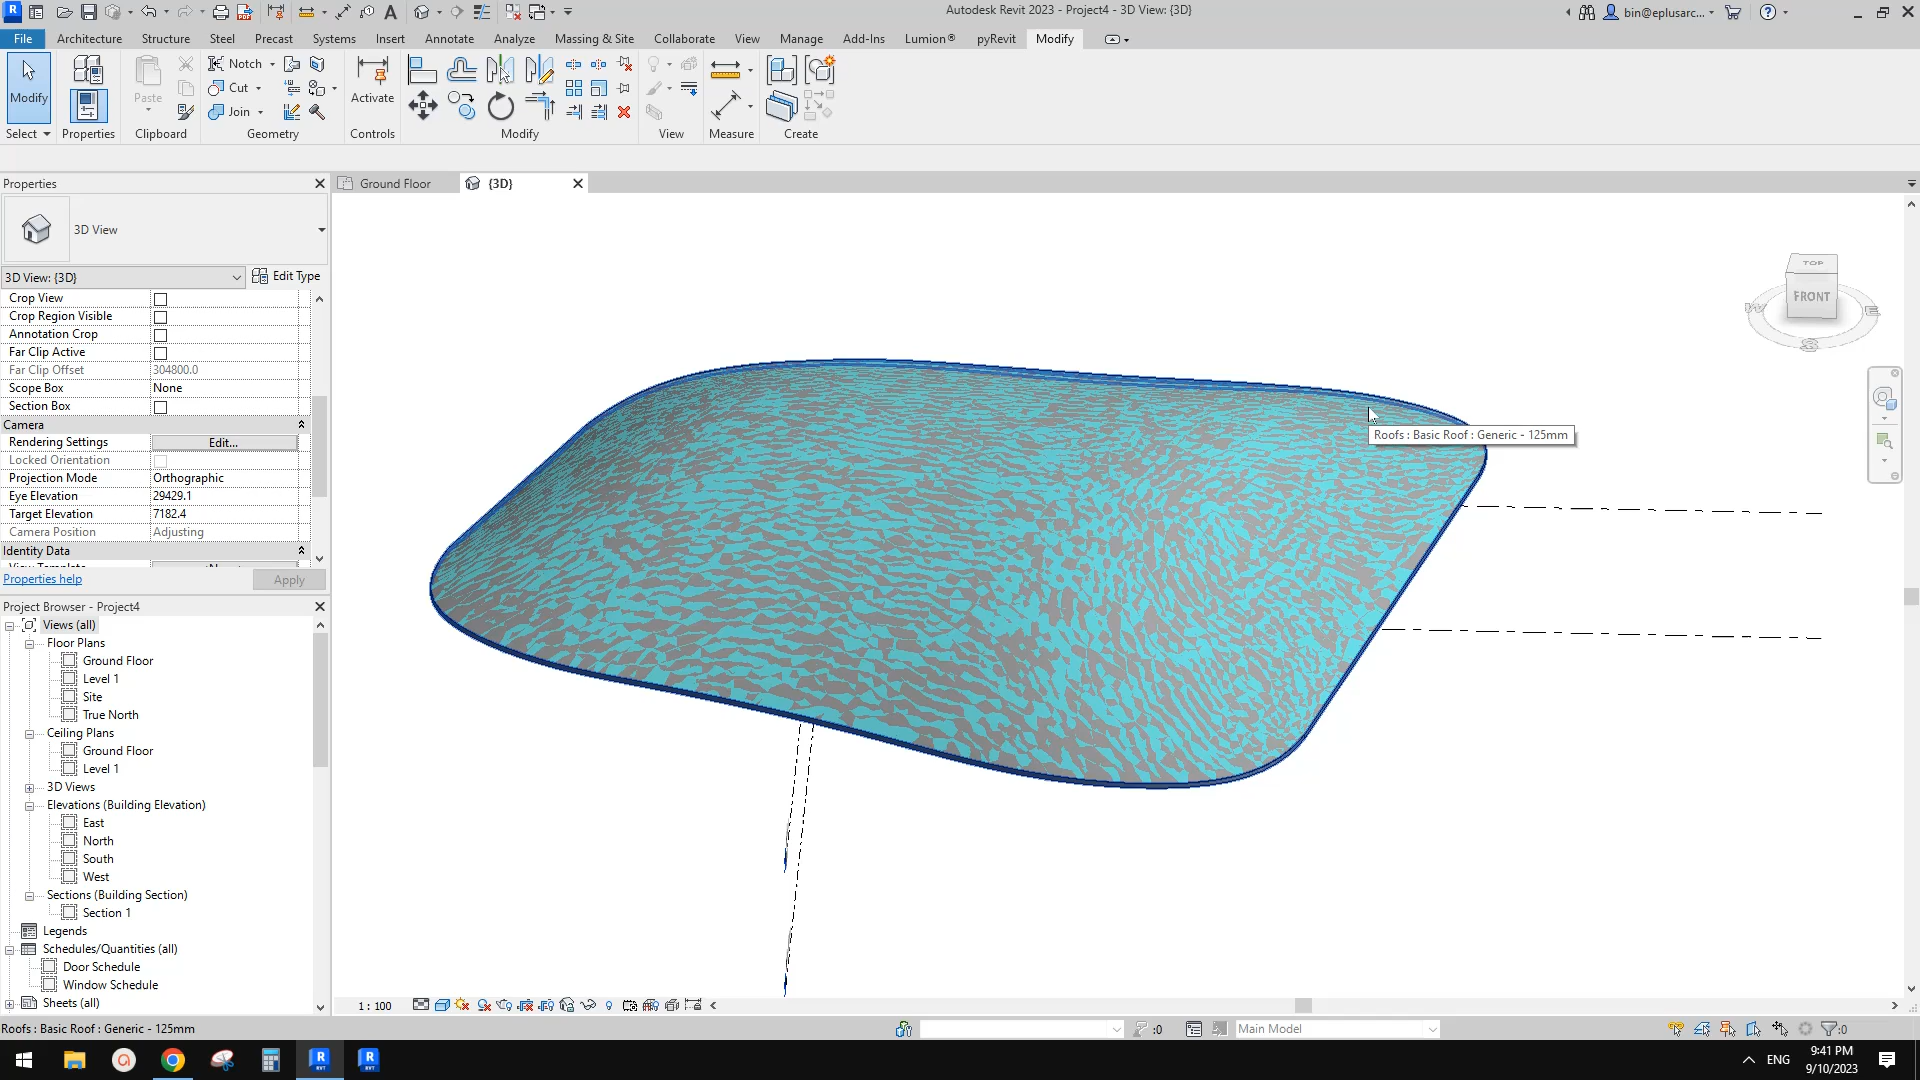 Autodesk Revit 2023 - Project4 - 3D View: {3D}
bin@eplusarc...
File Architecture Structure Steel Precast Systems Insert Annotate Analyze Massing & Site Collaborate View Manage Add-Ins Lumion® pyRevit Modify
Modify
Paste
Notch
Cut
Join
Activate
Select Properties Clipboard Geometry Controls Modify View Measure Create
Properties
Ground Floor
{3D}
3D View
3D View: {3D}
Edit Type
Crop View
Crop Region Visible
Annotation Crop
Far Clip Active
Far Clip Offset 304800.0
Scope Box None
Section Box
Camera
Rendering Settings Edit...
Locked Orientation
Projection Mode Orthographic
Eye Elevation 29429.1
Target Elevation 7182.4
Camera Position Adjusting
Identity Data
Properties help
Apply
TOP
FRONT
W
E
S
Roofs : Basic Roof : Generic - 125mm
Project Browser - Project4
Views (all)
Floor Plans
Ground Floor
Level 1
Site
True North
Ceiling Plans
Ground Floor
Level 1
3D Views
Elevations (Building Elevation)
East
North
South
West
Sections (Building Section)
Section 1
Legends
Schedules/Quantities (all)
Door Schedule
Window Schedule
Sheets (all)
1 : 100
Roofs : Basic Roof : Generic - 125mm
:0
Main Model
:0
ENG
9:41 PM
9/10/2023